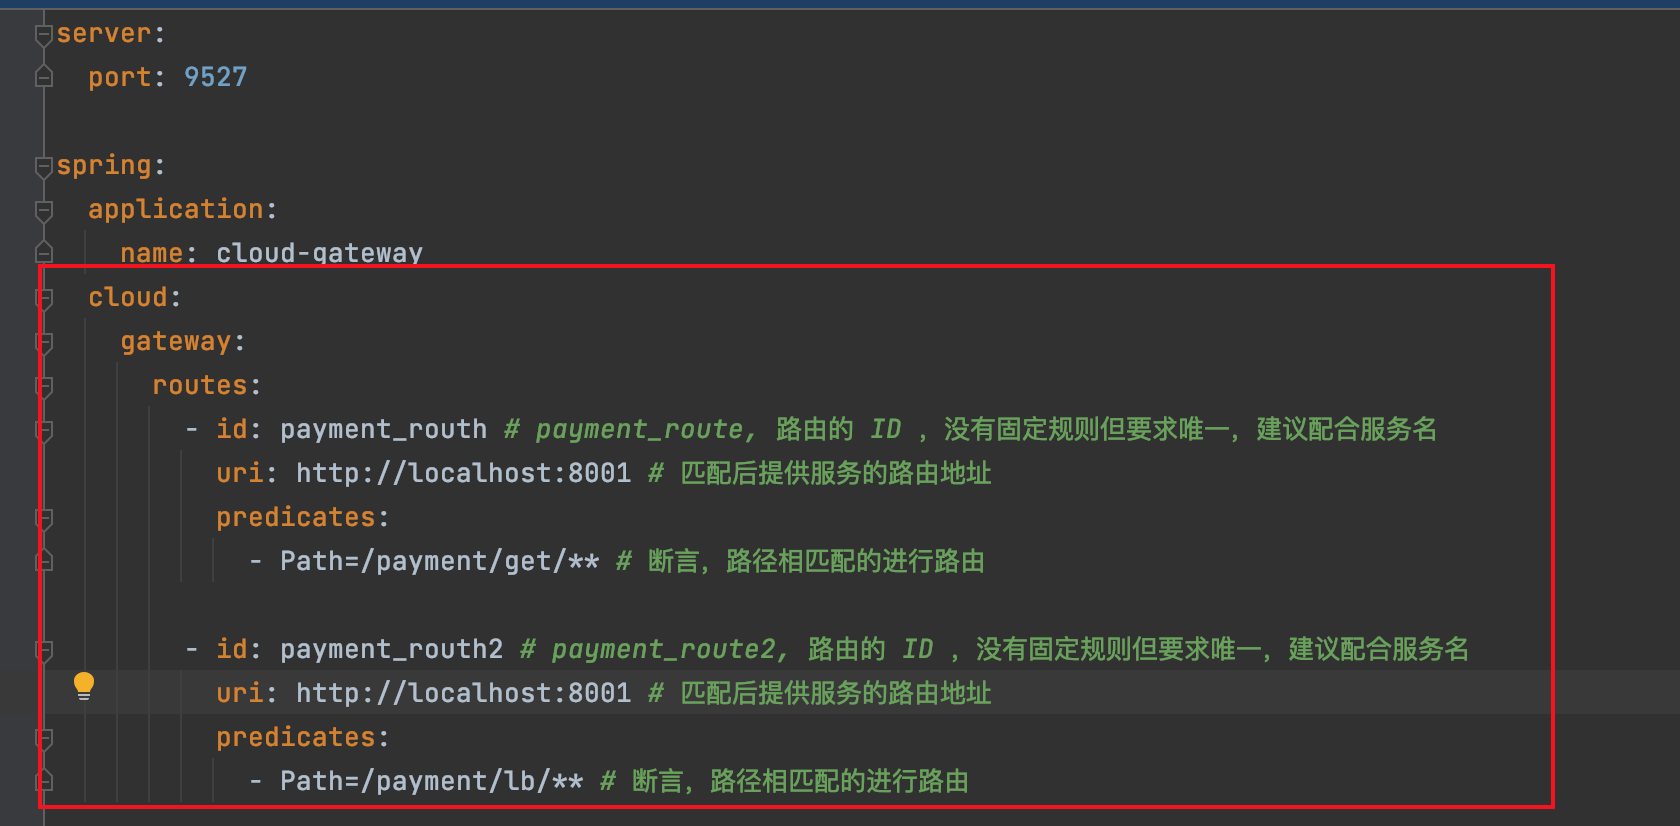 server:
  port: 9527

spring:
  application:
    name: cloud-gateway
  cloud:
    gateway:
      routes:
        - id: payment_routh # payment_route, 路由的 ID ，没有固定规则但要求唯一，建议配合服务名
          uri: http://localhost:8001 # 匹配后提供服务的路由地址
          predicates:
            - Path=/payment/get/** # 断言，路径相匹配的进行路由

        - id: payment_routh2 # payment_route2, 路由的 ID ，没有固定规则但要求唯一，建议配合服务名
          uri: http://localhost:8001 # 匹配后提供服务的路由地址
          predicates:
            - Path=/payment/lb/** # 断言，路径相匹配的进行路由